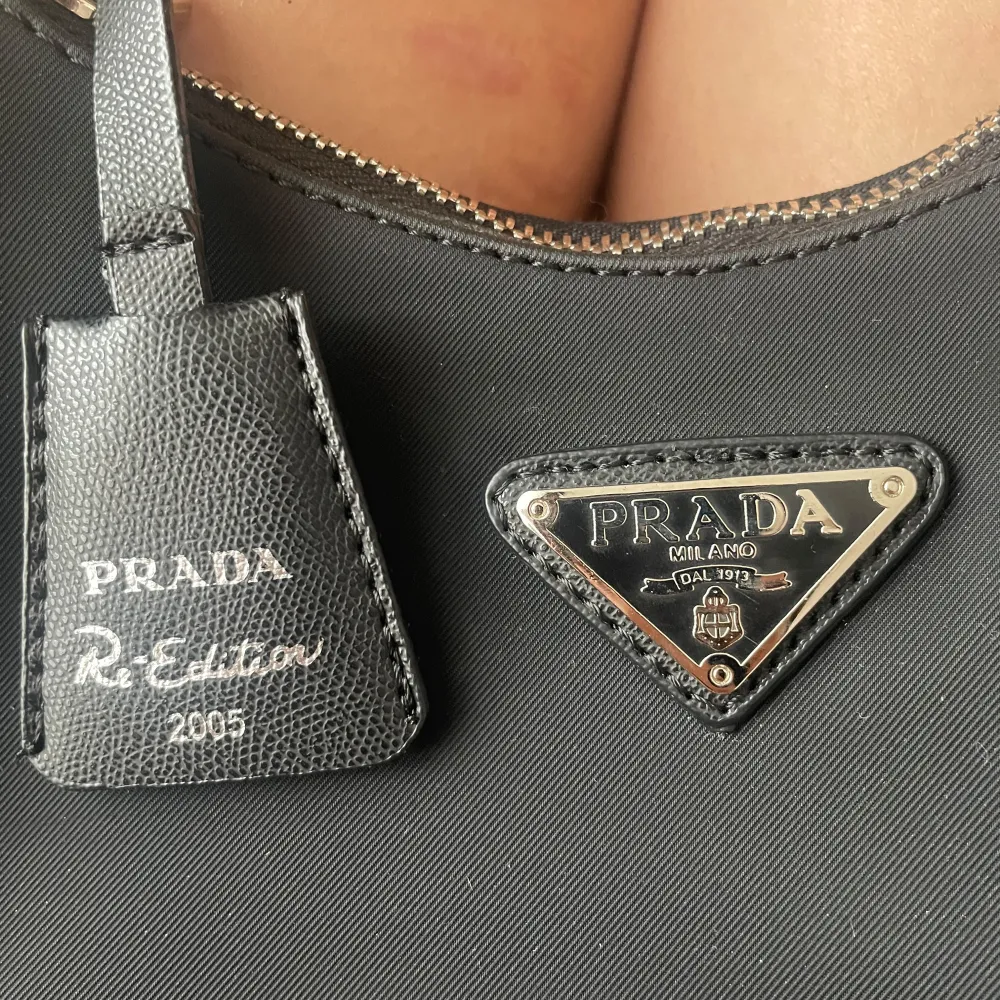 PRADA
Re-Edition
2005
PRADA
MILANO
DAL 1913